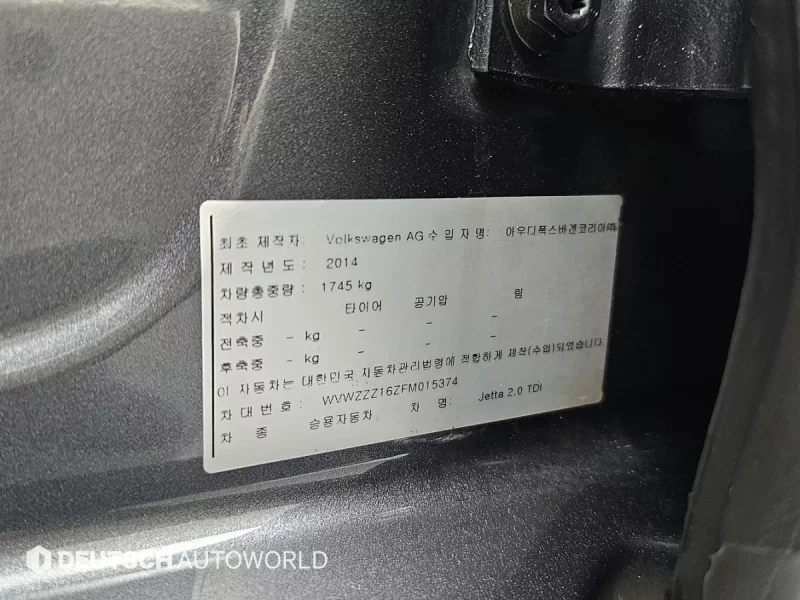 최초 제작자: Volkswagen AG 수 입 자 명: 아우디폭스바겐코리아㈜
제 작 년 도 : 2014
차량총중량 : 1745 kg
적차시 타이어 공기압 림
전축중 - kg - - -
후축중 - kg - - -
이 자동차는 대한민국 자동차관리법령에 적합하게 제작(수입)되었습니다.
차 대 번 호 : WVWZZZ16ZFM015374
차 종 승용자동차 차 명: Jetta 2.0 TDI
DEUTSCH AUTOWORLD